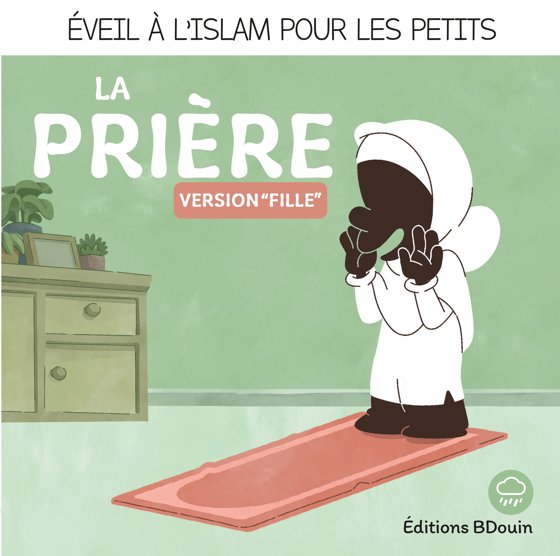 ÉVEIL À L'ISLAM POUR LES PETITS
LA
PRIÈRE
VERSION "FILLE"
Éditions BDouin